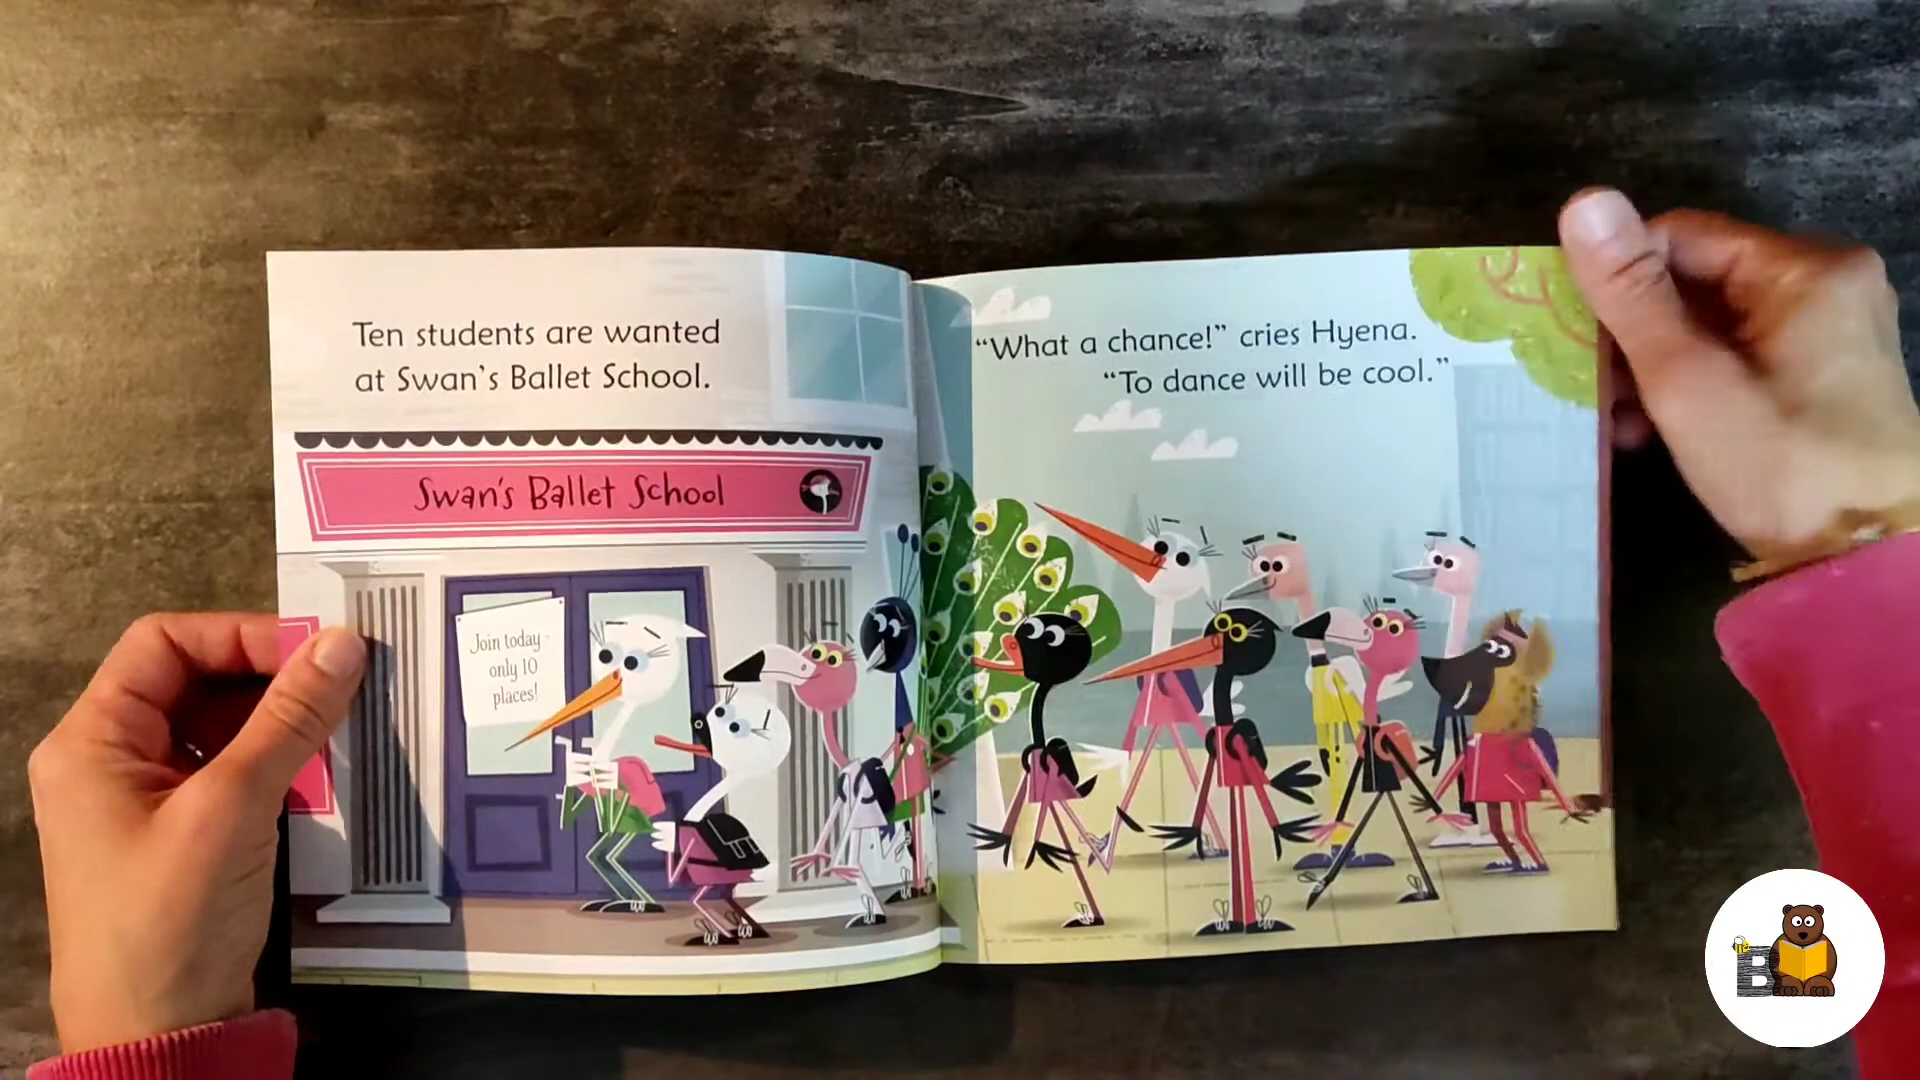 Ten students are wanted
at Swan's Ballet School.
Swan's Ballet School
Join today -
only 10
places!
“What a chance!” cries Hyena.
“To dance will be cool.”
B